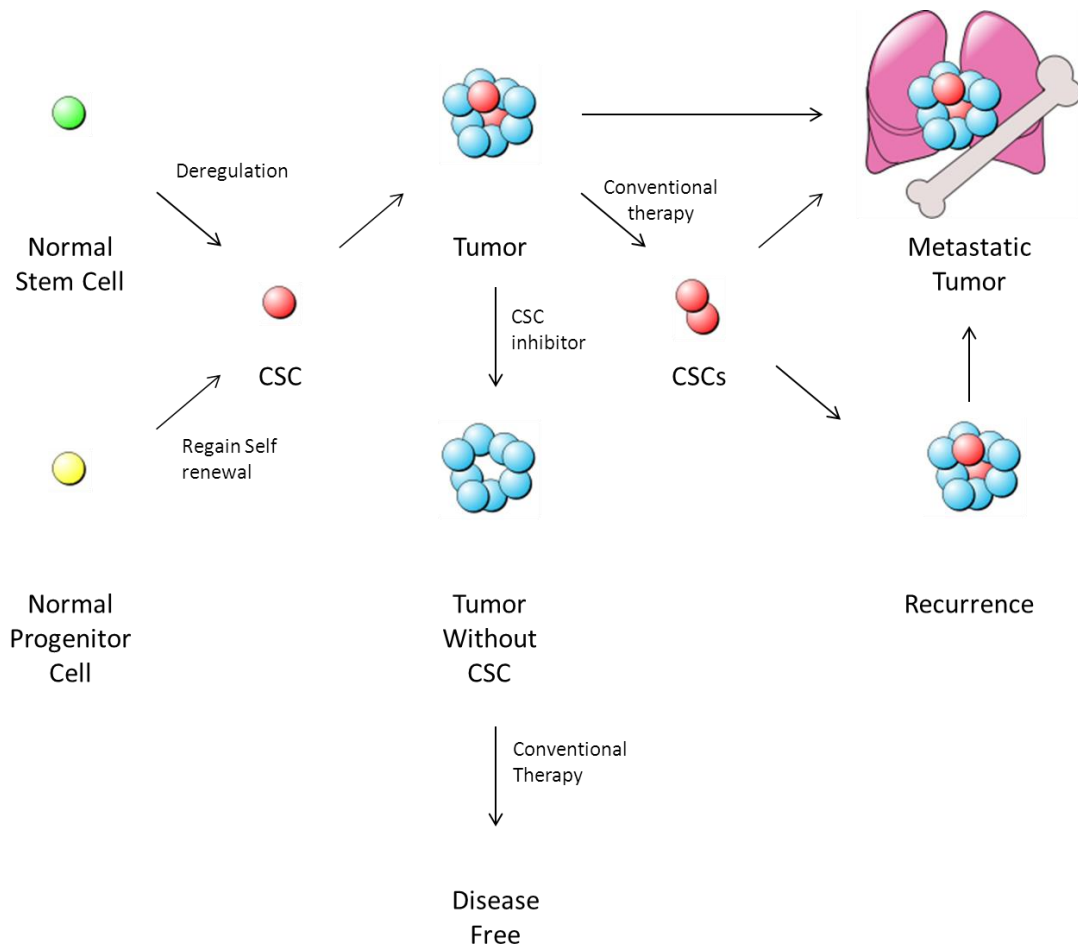 Deregulation
Normal
Stem Cell
CSC
Regain Self
renewal
Normal
Progenitor
Cell
Tumor
Conventional
therapy
CSC
inhibitor
CSCs
Metastatic
Tumor
Tumor
Without
CSC
Recurrence
Conventional
Therapy
Disease
Free